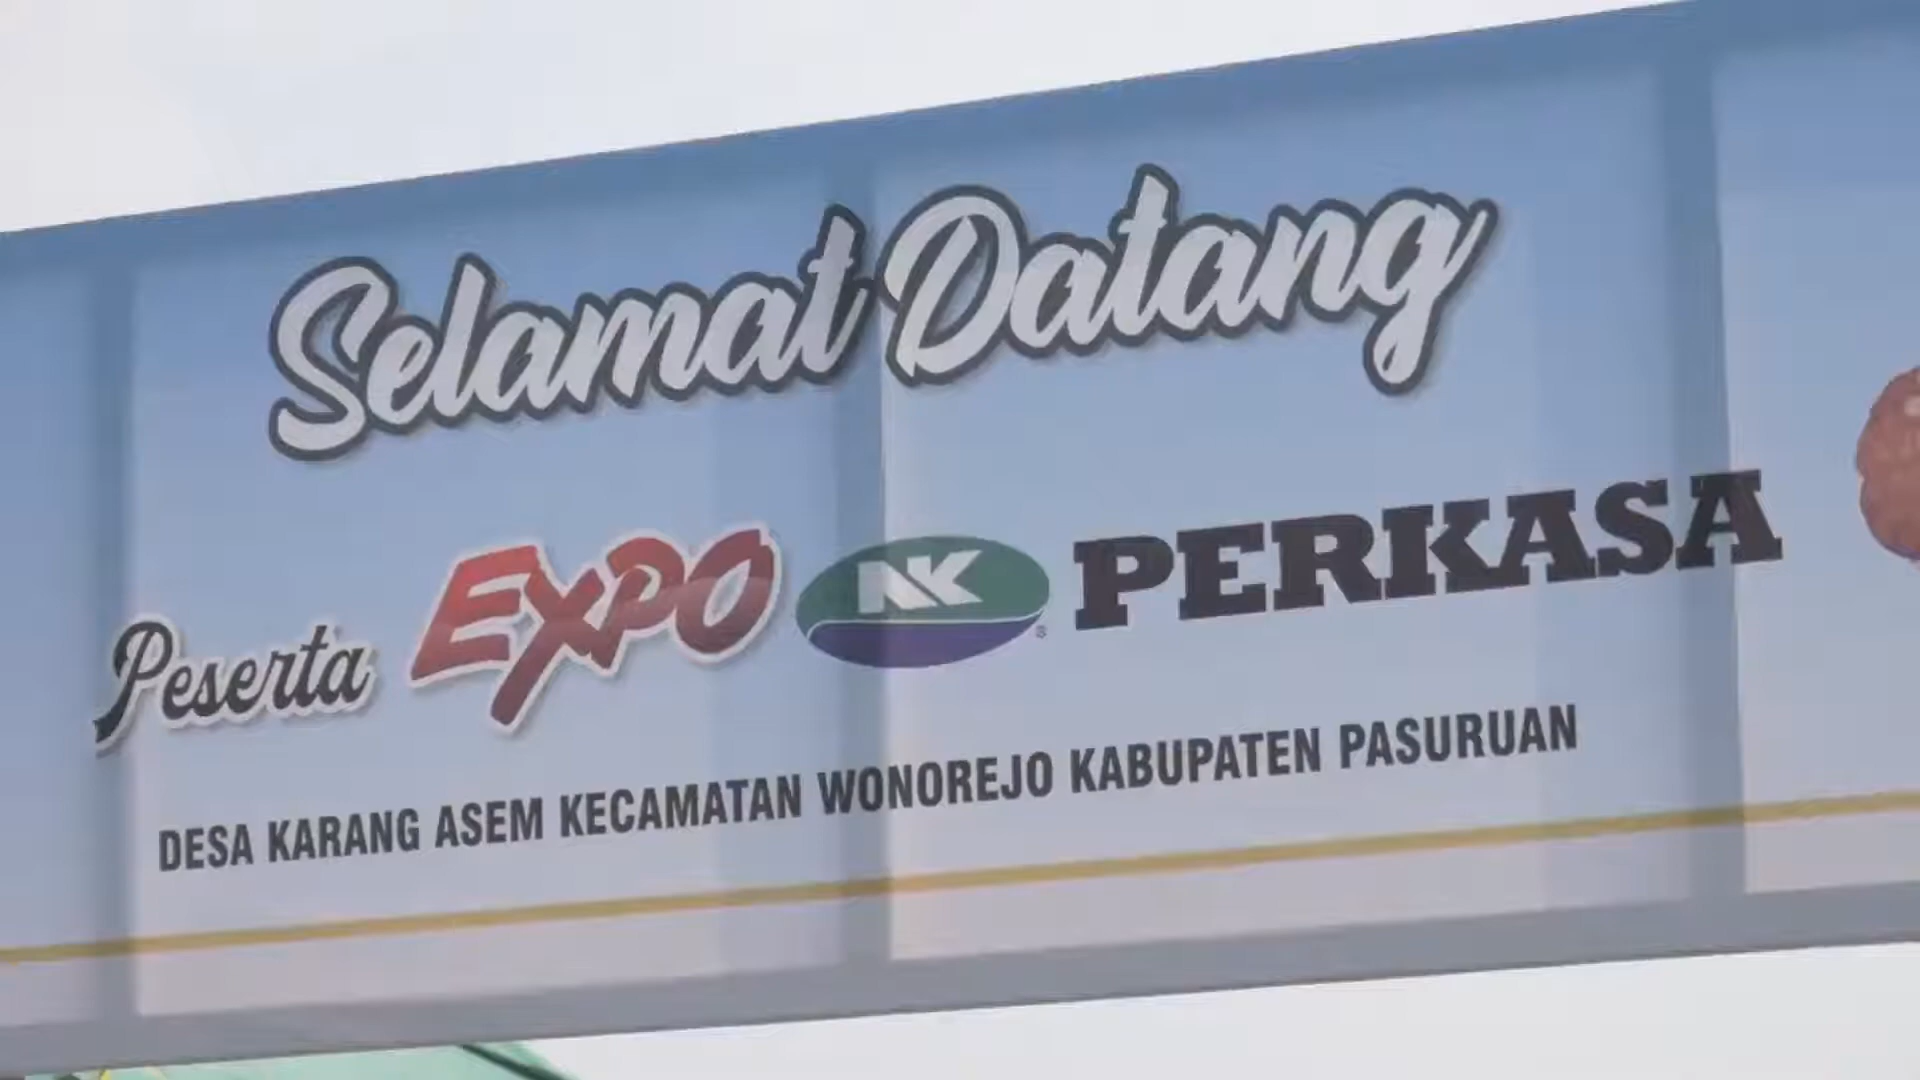 Selamat Datang
Peserta EXPO NK® PERKASA
DESA KARANG ASEM KECAMATAN WONOREJO KABUPATEN PASURUAN